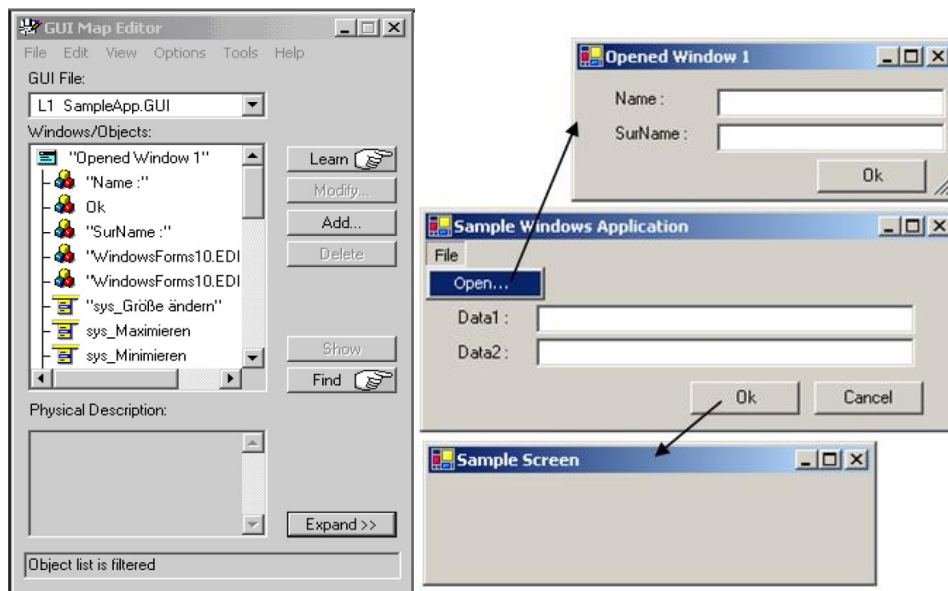 GUI Map Editor
File Edit View Options Tools Help
GUI File:
L1 SampleApp.GUI
Windows/Objects:
"Opened Window 1"
"Name :"
Ok
"SurName :"
"WindowsForms10.EDI
"WindowsForms10.EDI
"sys_Größe ändern"
sys_Maximieren
sys_Minimieren
Learn
Modify...
Add...
Delete
Show
Find
Physical Description:
Expand >>
Object list is filtered
Opened Window 1
Name :
SurName :
Ok
Sample Windows Application
File
Open...
Data1 :
Data2 :
Ok Cancel
Sample Screen